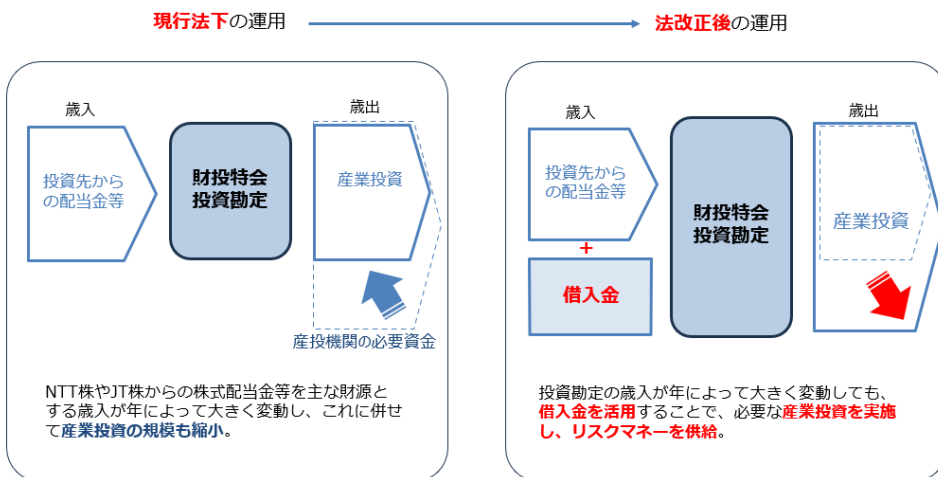 現行法下の運用
法改正後の運用
歳入
歳出
投資先から
の配当金等
財投特会
投資勘定
産業投資
産投機関の必要資金
NTT株やJT株からの株式配当金等を主な財源と
する歳入が年によって大きく変動し、これに併せ
て産業投資の規模も縮小。
歳入
歳出
投資先から
の配当金等
+
借入金
財投特会
投資勘定
産業投資
投資勘定の歳入が年によって大きく変動しても、
借入金を活用することで、必要な産業投資を実施
し、リスクマネーを供給。